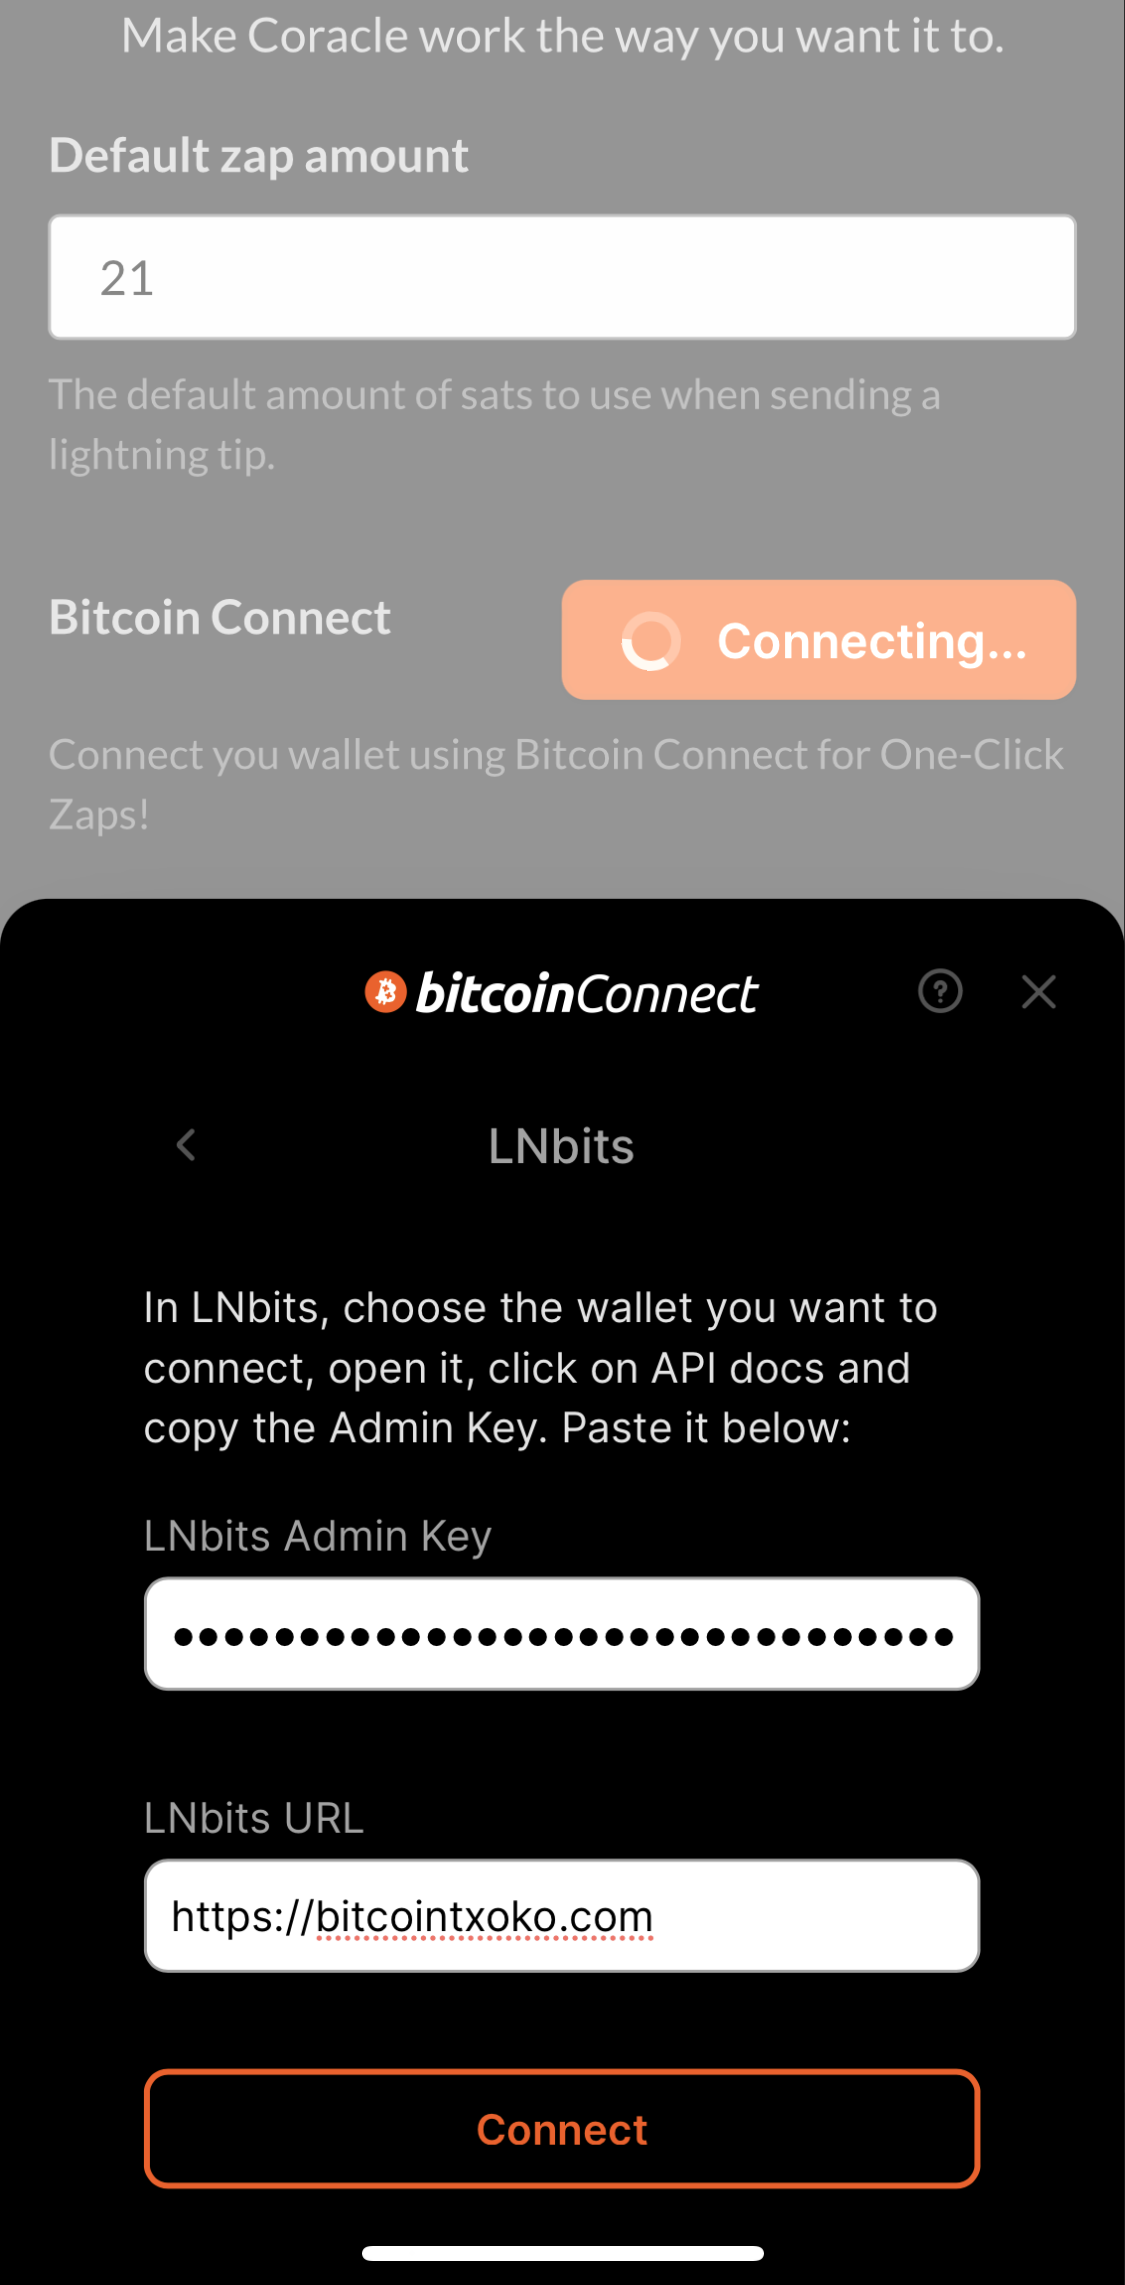 Make Coracle work the way you want it to.
Default zap amount
21
The default amount of sats to use when sending a
lightning tip.
Bitcoin Connect
Connecting...
Connect you wallet using Bitcoin Connect for One-Click
Zaps!
bitcoinConnect
LNbits
In LNbits, choose the wallet you want to
connect, open it, click on API docs and
copy the Admin Key. Paste it below:
LNbits Admin Key
•••••••••••••••••••••••••••••••
LNbits URL
https://bitcointxoko.com
Connect